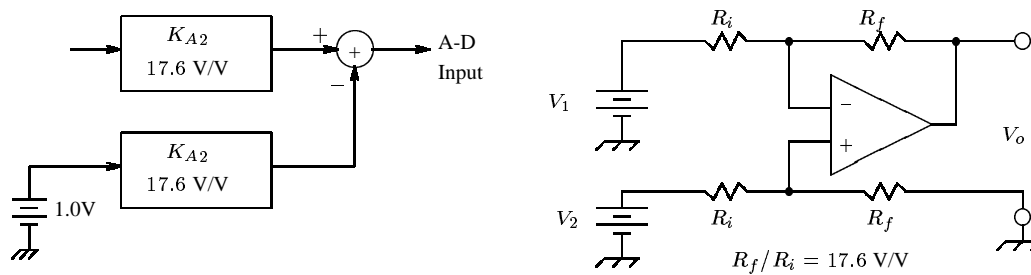 K_{A2}
17.6 V/V
+
+
−
A-D
Input
K_{A2}
17.6 V/V
1.0V
R_i
R_f
V_1
−
+
V_o
V_2
R_i
R_f
R_f/R_i = 17.6 V/V